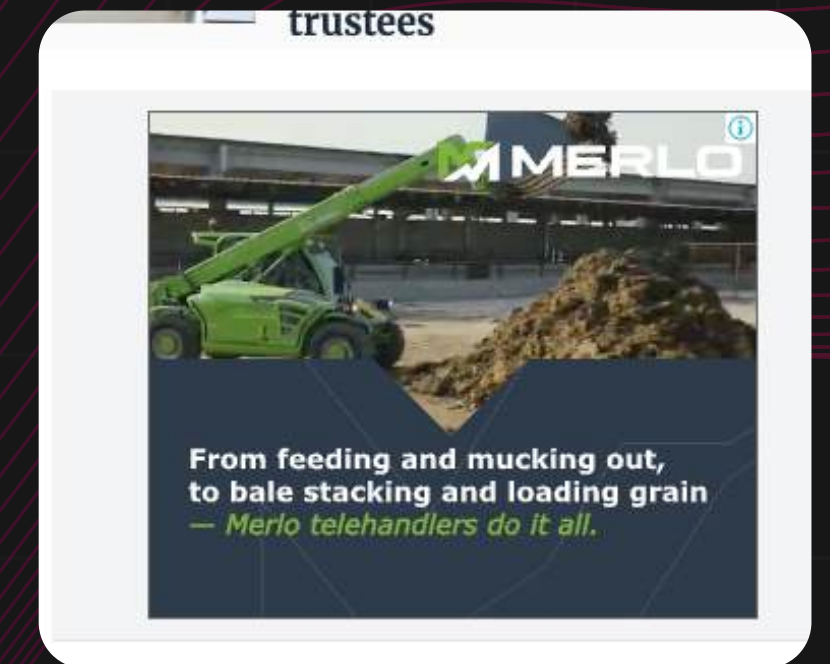 trustees
MERLO
From feeding and mucking out,
to bale stacking and loading grain
— Merlo telehandlers do it all.